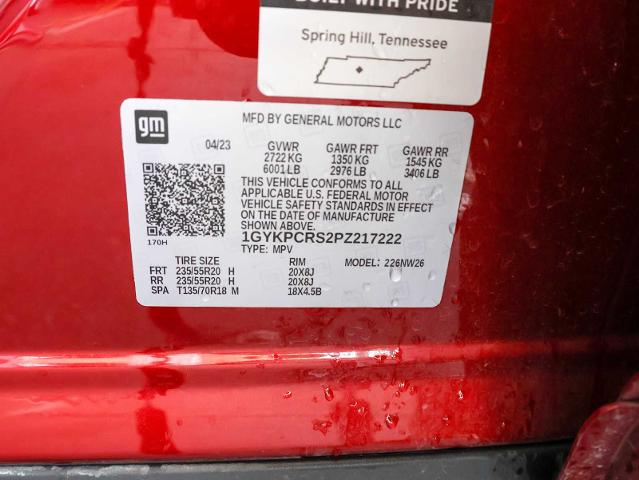 BUILT WITH PRIDE
Spring Hill, Tennessee
gm
MFD BY GENERAL MOTORS LLC
04/23 GVWR GAWR FRT GAWR RR
2722 KG 1350 KG 1545 KG
6001 LB 2976 LB 3406 LB
THIS VEHICLE CONFORMS TO ALL
APPLICABLE U.S. FEDERAL MOTOR
VEHICLE SAFETY STANDARDS IN EFFECT
ON THE DATE OF MANUFACTURE
SHOWN ABOVE.
170H
1GYKPCRS2PZ217222
TYPE: MPV
TIRE SIZE RIM MODEL: 226NW26
FRT 235/55R20 H 20X8J
RR 235/55R20 H 20X8J
SPA T135/70R18 M 18X4.5B